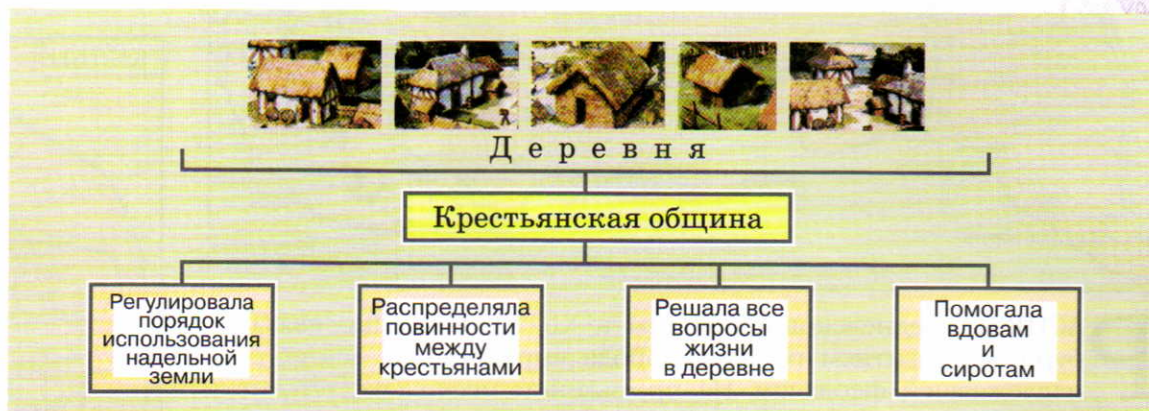 Деревня
Крестьянская община
Регулировала
порядок
использования
надельной
земли
Распределяла
повинности
между
крестьянами
Решала все
вопросы
жизни
в деревне
Помогала
вдовам
и
сиротам